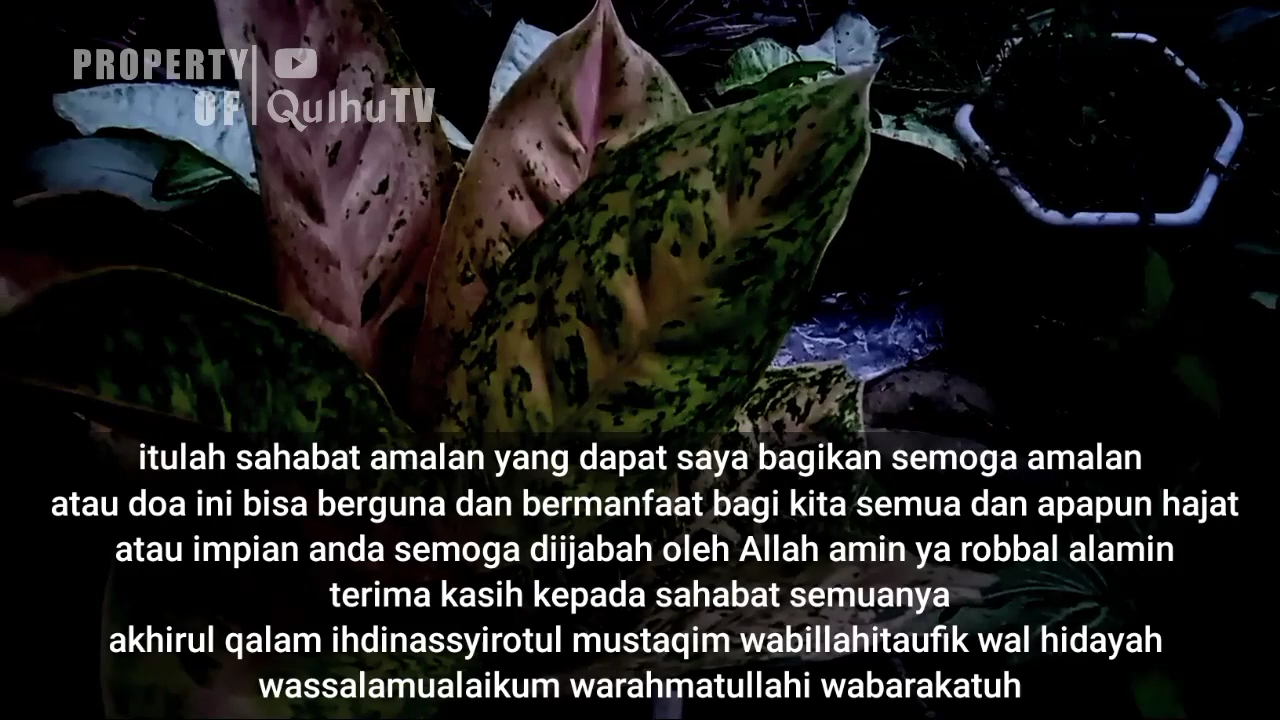 PROPERTY
OF
QulhuTV
itulah sahabat amalan yang dapat saya bagikan semoga amalan
atau doa ini bisa berguna dan bermanfaat bagi kita semua dan apapun hajat
atau impian anda semoga diijabah oleh Allah amin ya robbal alamin
terima kasih kepada sahabat semuanya
akhirul qalam ihdinassyirotul mustaqim wabillahitaufik wal hidayah
wassalamualaikum warahmatullahi wabarakatuh